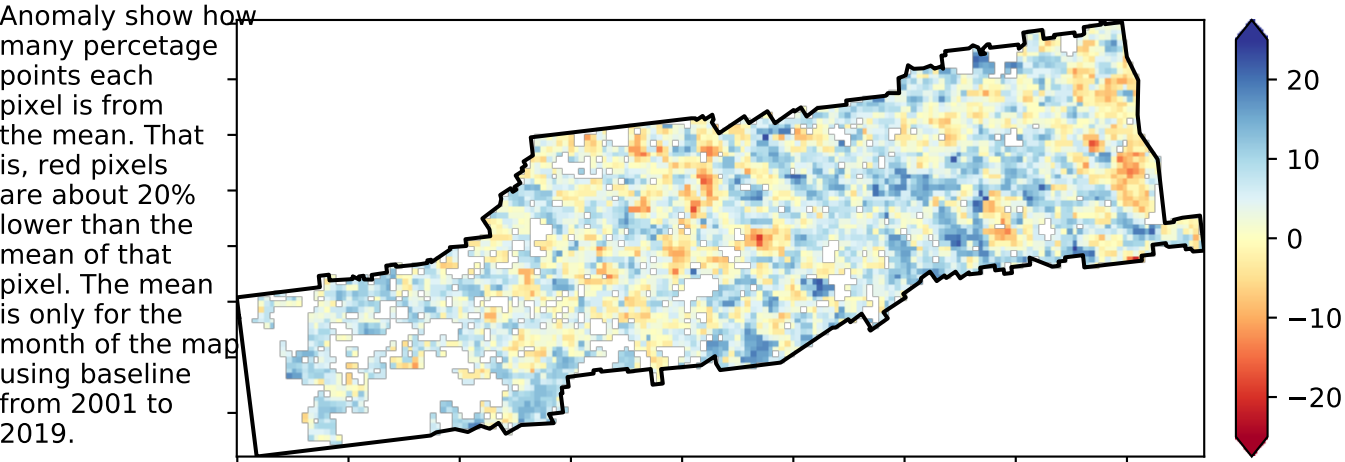 Anomaly show how
many percetage
points each
pixel is from
the mean. That
is, red pixels
are about 20%
lower than the
mean of that
pixel. The mean
is only for the
month of the map
using baseline
from 2001 to
2019.
20
10
0
−10
−20